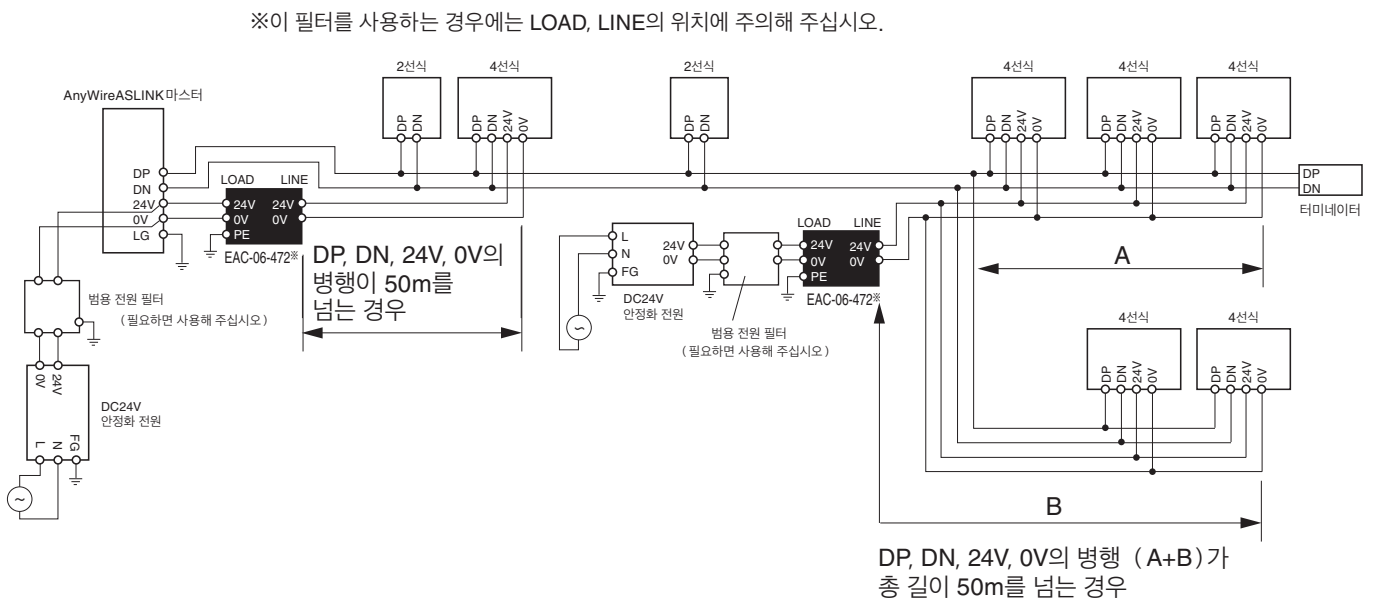 ※이 필터를 사용하는 경우에는 LOAD, LINE의 위치에 주의해 주십시오.
2선식
4선식
2선식
4선식
4선식
4선식
AnyWireASLINK마스터
DP
DN
DP
DN
24V
0V
DP
DN
DP
DN
24V
0V
DP
DN
24V
0V
DP
DN
24V
0V
DP
DN
24V
0V
LG
LOAD
LINE
24V
24V
0V
0V
PE
EAC-06-472※
DP
DN
터미네이터
DP, DN, 24V, 0V의
병행이 50m를
넘는 경우
L
N
FG
24V
0V
DC24V
안정화 전원
~
범용 전원 필터
(필요하면 사용해 주십시오)
LOAD
LINE
24V
24V
0V
0V
PE
EAC-06-472※
A
범용 전원 필터
(필요하면 사용해 주십시오)
0V
24V
DC24V
안정화 전원
L
N
FG
~
4선식
4선식
DP
DN
24V
0V
DP
DN
24V
0V
B
DP, DN, 24V, 0V의 병행 (A+B)가
총 길이 50m를 넘는 경우